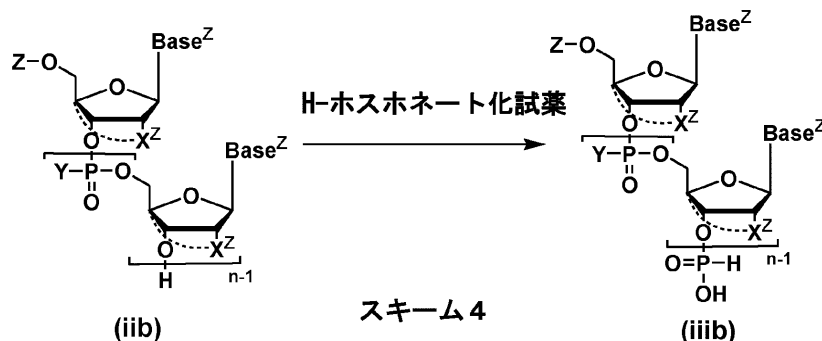 Base^Z
Z-O
O
O
X^Z
Y-P-O
O
Base^Z
O
O
X^Z
H
n-1
(iib)
H-ホスホネート化試薬
スキーム4
Base^Z
Z-O
O
O
X^Z
Y-P-O
O
Base^Z
O
O
X^Z
O=P-H
n-1
OH
(iiib)